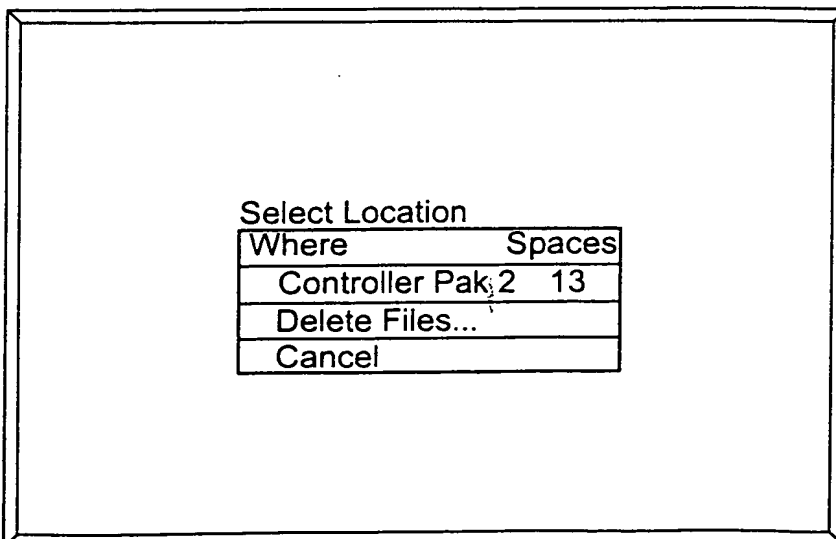 Select Location
Where Spaces
Controller Pak 2 13
Delete Files...
Cancel